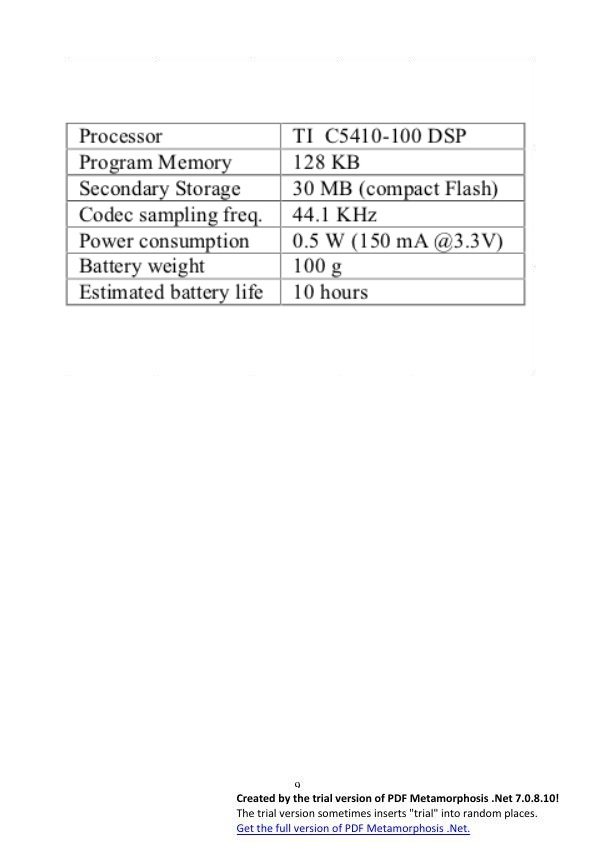 Processor TI C5410-100 DSP
Program Memory 128 KB
Secondary Storage 30 MB (compact Flash)
Codec sampling freq. 44.1 KHz
Power consumption 0.5 W (150 mA @3.3V)
Battery weight 100 g
Estimated battery life 10 hours
9
Created by the trial version of PDF Metamorphosis .Net 7.0.8.10!
The trial version sometimes inserts "trial" into random places.
Get the full version of PDF Metamorphosis .Net.